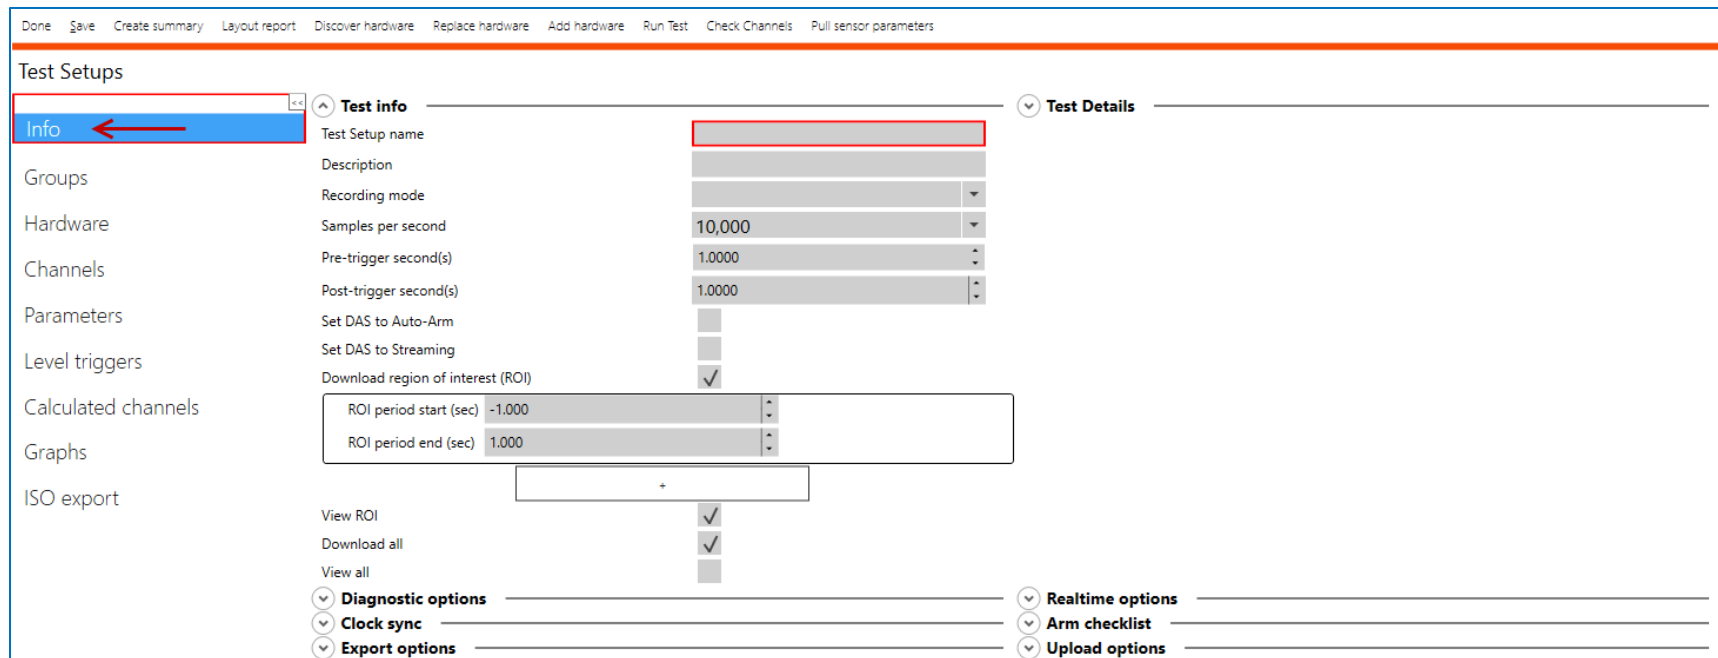 Done Save Create summary Layout report Discover hardware Replace hardware Add hardware Run Test Check Channels Pull sensor parameters
Test Setups
<<
Info
Groups
Hardware
Channels
Parameters
Level triggers
Calculated channels
Graphs
ISO export
Test info
Test Setup name
Description
Recording mode
Samples per second 10,000
Pre-trigger second(s) 1.0000
Post-trigger second(s) 1.0000
Set DAS to Auto-Arm
Set DAS to Streaming
Download region of interest (ROI)
ROI period start (sec) -1.000
ROI period end (sec) 1.000
+
View ROI
Download all
View all
Diagnostic options
Clock sync
Export options
Test Details
Realtime options
Arm checklist
Upload options